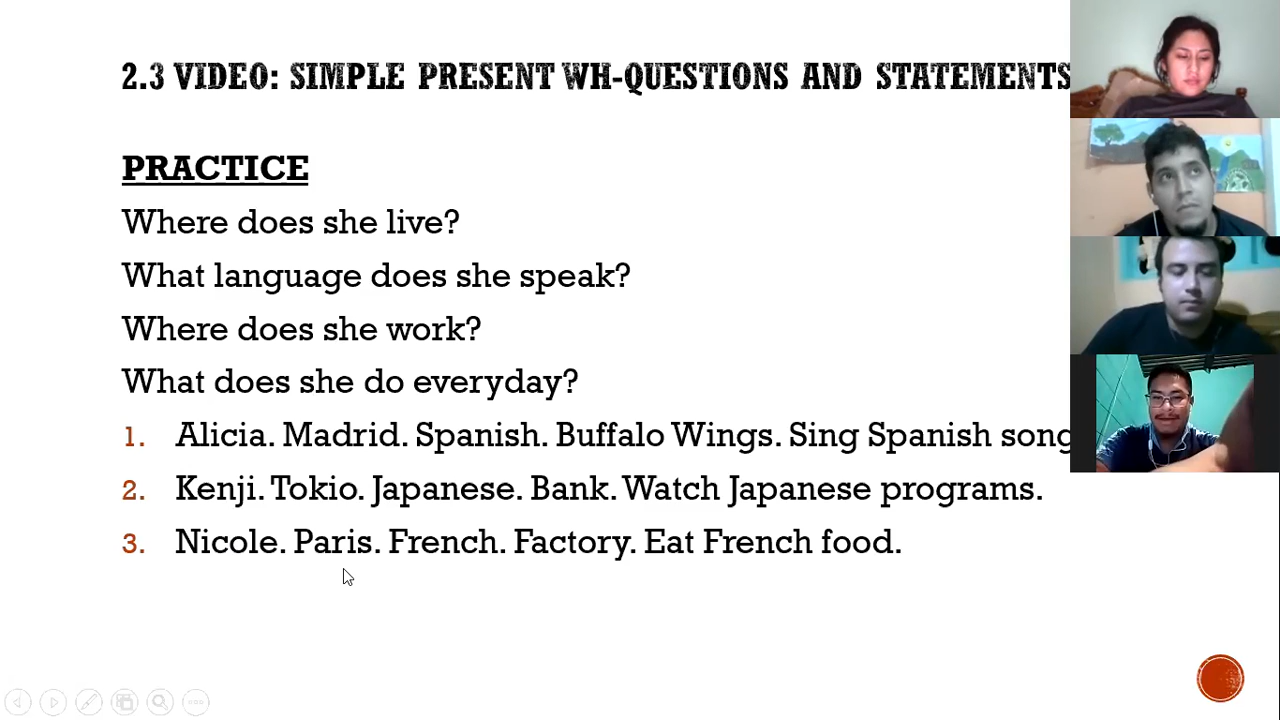 2.3 VIDEO: SIMPLE PRESENT WH-QUESTIONS AND STATEMENTS
PRACTICE
Where does she live?
What language does she speak?
Where does she work?
What does she do everyday?
1. Alicia. Madrid. Spanish. Buffalo Wings. Sing Spanish song
2. Kenji. Tokio. Japanese. Bank. Watch Japanese programs.
3. Nicole. Paris. French. Factory. Eat French food.